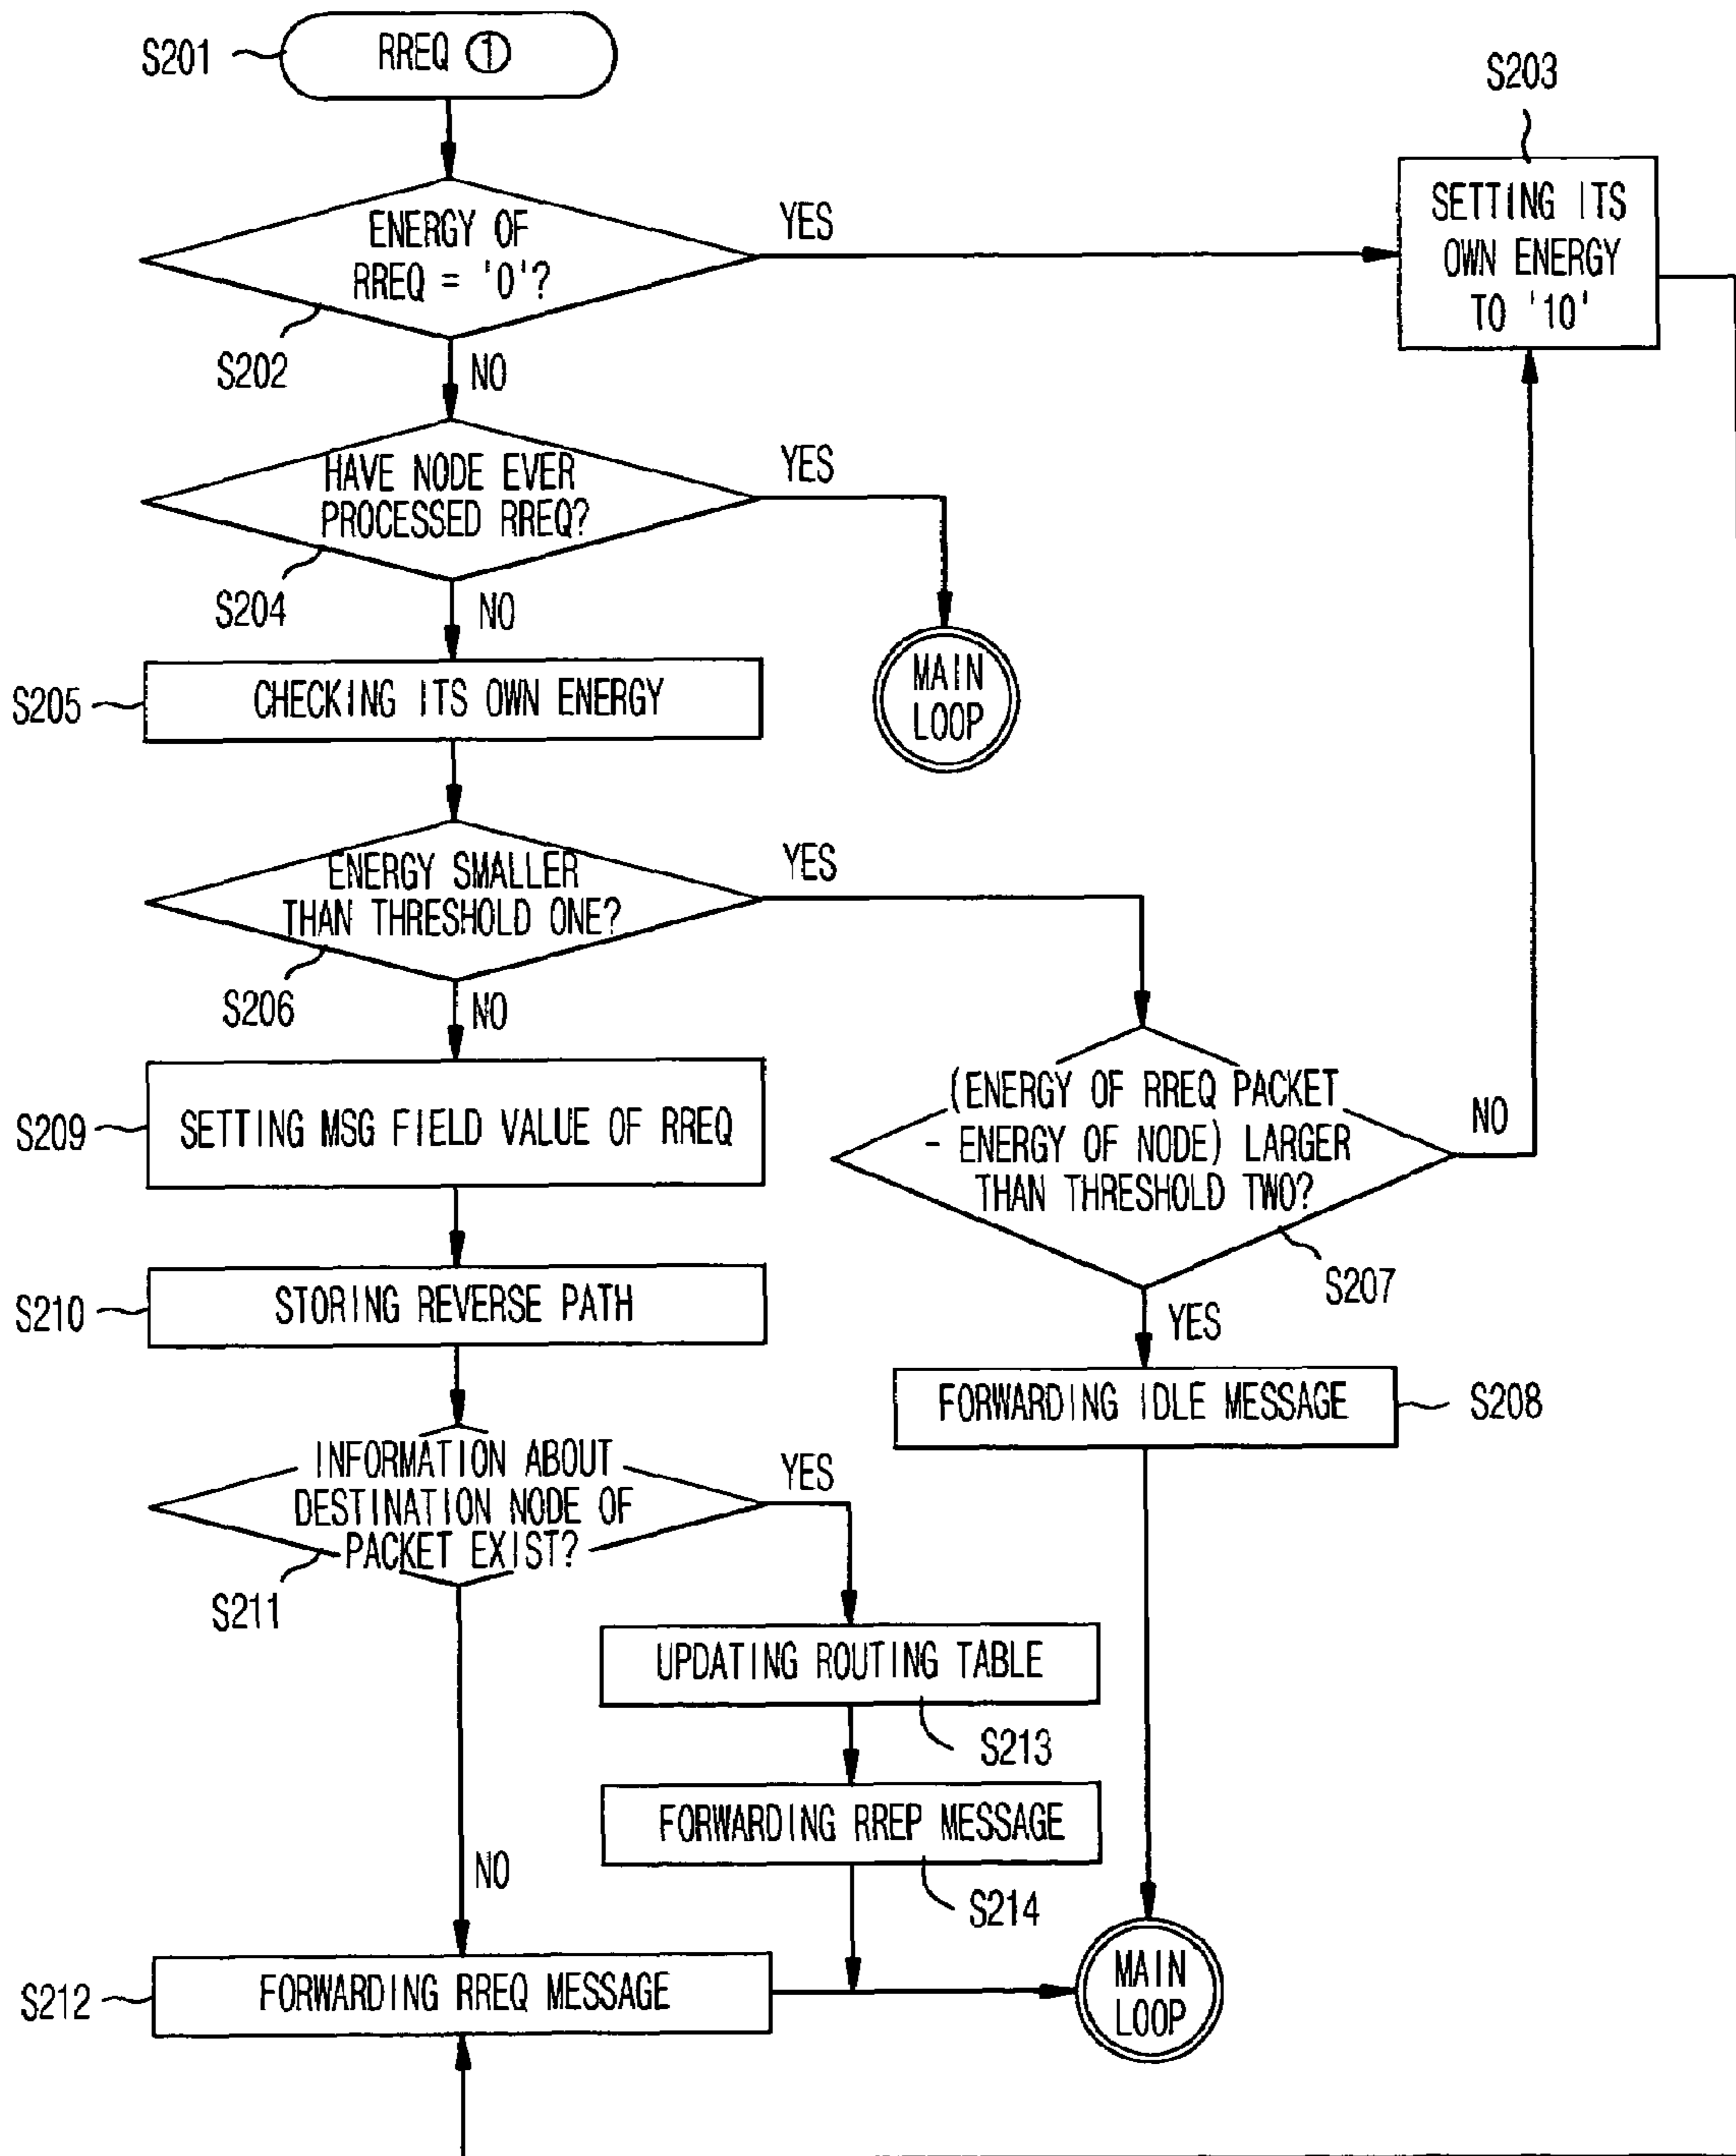 S201
RREQ ①
S203
SETTING ITS
OWN ENERGY
TO '10'
ENERGY OF
RREQ = '0'?
YES
S202
NO
HAVE NODE EVER
PROCESSED RREQ?
YES
S204
NO
MAIN
LOOP
S205
CHECKING ITS OWN ENERGY
ENERGY SMALLER
THAN THRESHOLD ONE?
YES
S206
NO
S209
SETTING MSG FIELD VALUE OF RREQ
(ENERGY OF RREQ PACKET
- ENERGY OF NODE) LARGER
THAN THRESHOLD TWO?
NO
S207
YES
S210
STORING REVERSE PATH
FORWARDING IDLE MESSAGE
S208
INFORMATION ABOUT
DESTINATION NODE OF
PACKET EXIST?
YES
S211
UPDATING ROUTING TABLE
S213
FORWARDING RREP MESSAGE
S214
NO
S212
FORWARDING RREQ MESSAGE
MAIN
LOOP